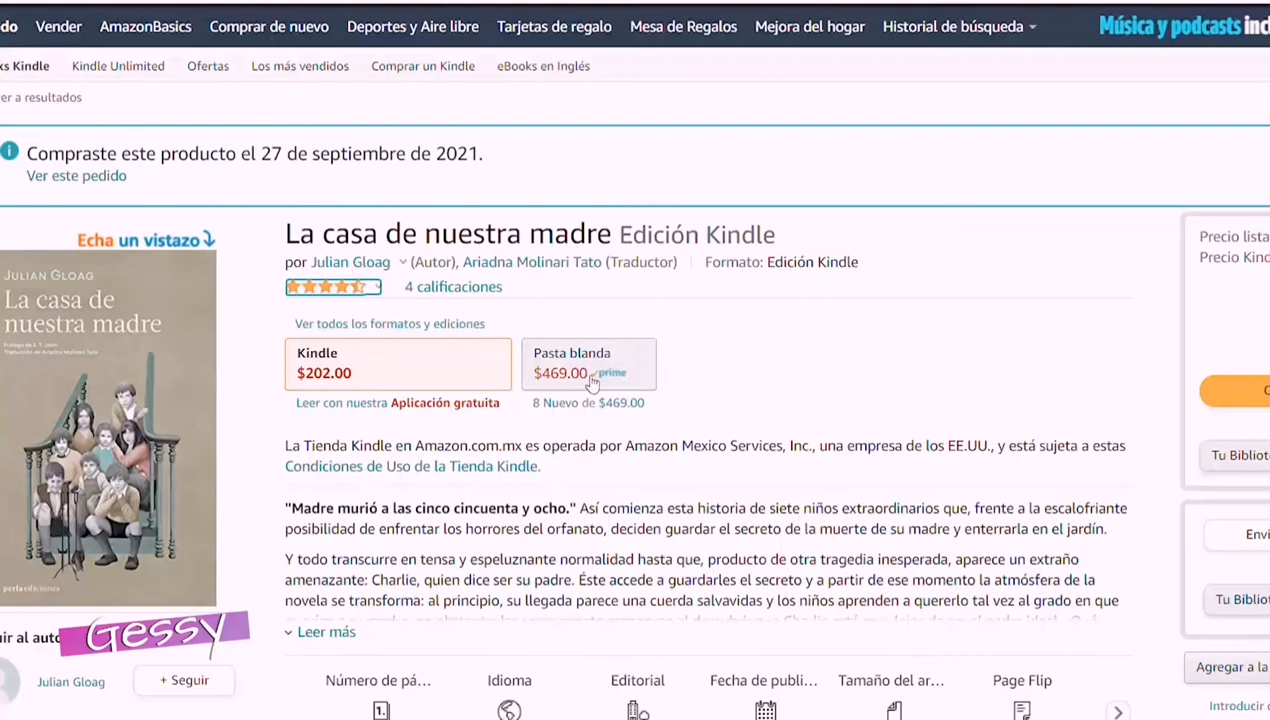 do Vender AmazonBasics Comprar de nuevo Deportes y Aire libre Tarjetas de regalo Mesa de Regalos Mejora del hogar Historial de búsqueda Música y podcasts incl
ks Kindle Kindle Unlimited Ofertas Los más vendidos Comprar un Kindle eBooks en Inglés
er a resultados
Compraste este producto el 27 de septiembre de 2021.
Ver este pedido
Echa un vistazo
JULIAN GLOAG
La casa de
nuestra madre
perla ediciones
La casa de nuestra madre Edición Kindle
por Julian Gloag (Autor), Ariadna Molinari Tato (Traductor) Formato: Edición Kindle
4 calificaciones
Ver todos los formatos y ediciones
Kindle
$202.00
Leer con nuestra Aplicación gratuita
Pasta blanda
$469.00 prime
8 Nuevo de $469.00
La Tienda Kindle en Amazon.com.mx es operada por Amazon Mexico Services, Inc., una empresa de los EE.UU., y está sujeta a estas
Condiciones de Uso de la Tienda Kindle.
"Madre murió a las cinco cincuenta y ocho." Así comienza esta historia de siete niños extraordinarios que, frente a la escalofriante
posibilidad de enfrentar los horrores del orfanato, deciden guardar el secreto de la muerte de su madre y enterrarla en el jardín.
Y todo transcurre en tensa y espeluznante normalidad hasta que, producto de otra tragedia inesperada, aparece un extraño
amenazante: Charlie, quien dice ser su padre. Éste accede a guardarles el secreto y a partir de ese momento la atmósfera de la
novela se transforma: al principio, su llegada parece una cuerda salvavidas y los niños aprenden a quererlo tal vez al grado en que
Leer más
Número de pá... Idioma Editorial Fecha de publi... Tamaño del ar... Page Flip
Precio lista
Precio Kind
Tu Bibliot
Envi
Tu Bibliot
Agregar a la
Introducir
uir al auto
Gessy
Julian Gloag
+ Seguir